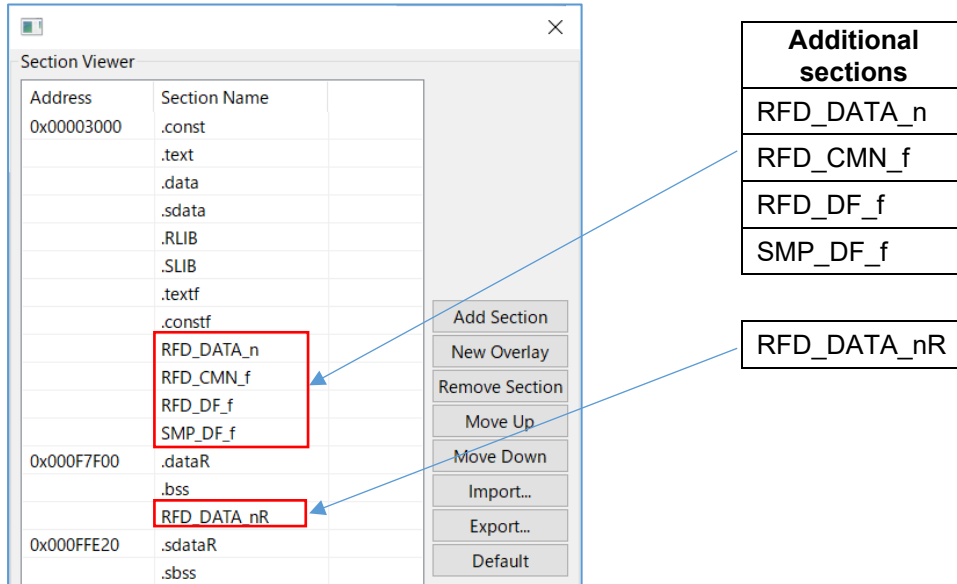 Section Viewer
Address Section Name
0x00003000 .const
.text
.data
.sdata
.RLIB
.SLIB
.textf
.constf
RFD_DATA_n
RFD_CMN_f
RFD_DF_f
SMP_DF_f
0x000F7F00 .dataR
.bss
RFD_DATA_nR
0x000FFE20 .sdataR
.sbss
Add Section
New Overlay
Remove Section
Move Up
Move Down
Import...
Export...
Default
Additional
sections
RFD_DATA_n
RFD_CMN_f
RFD_DF_f
SMP_DF_f
RFD_DATA_nR